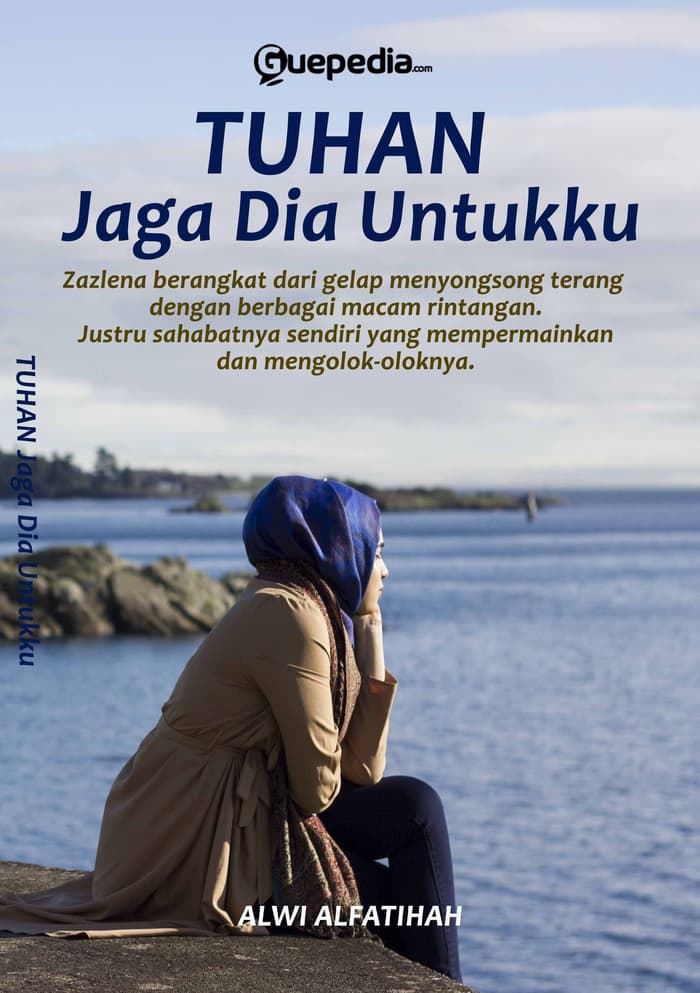 Guepedia.com
TUHAN
Jaga Dia Untukku
Zazlena berangkat dari gelap menyongsong terang
dengan berbagai macam rintangan.
Justru sahabatnya sendiri yang mempermainkan
dan mengolok-oloknya.
TUHAN Jaga Dia Untukku
ALWI ALFATIHAH